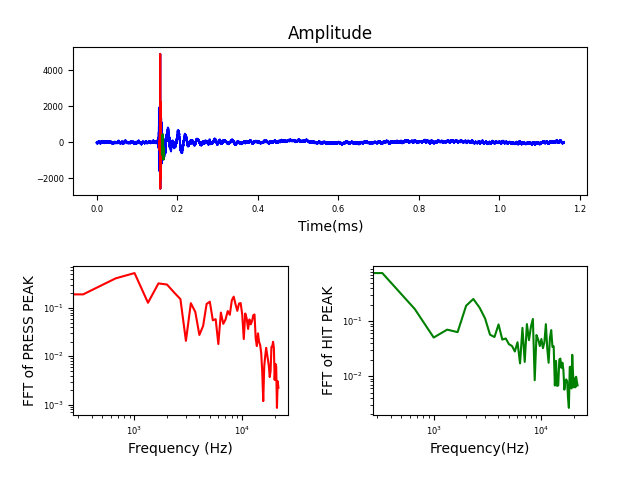 Amplitude
4000
2000
0
−2000
0.0 0.2 0.4 0.6 0.8 1.0 1.2
Time(ms)
FFT of PRESS PEAK
10⁻¹
10⁻²
10⁻³
10³ 10⁴
Frequency (Hz)
FFT of HIT PEAK
10⁻¹
10⁻²
10³ 10⁴
Frequency(Hz)